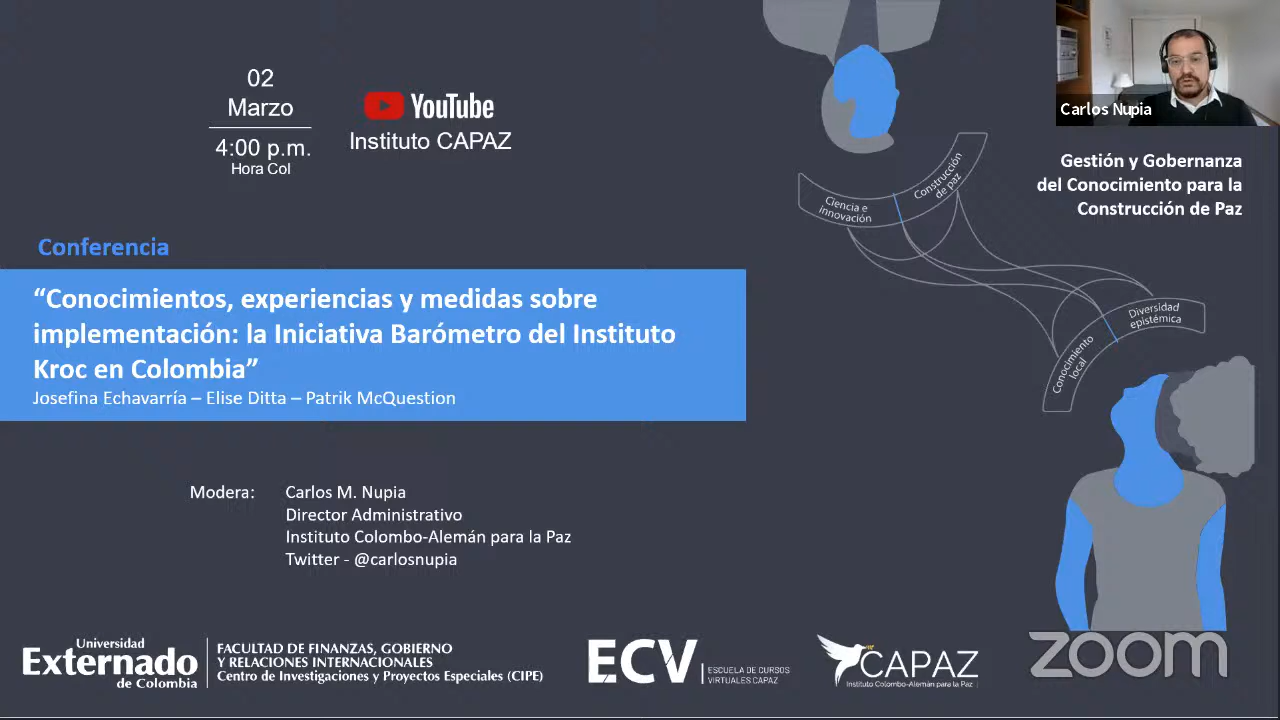 02
Marzo
4:00 p.m.
Hora Col
YouTube
Instituto CAPAZ
Carlos Nupia
Gestión y Gobernanza
del Conocimiento para la
Construcción de Paz
Ciencia e
innovación
Construcción
de paz
Diversidad
epistémica
Conocimiento
local
Conferencia
“Conocimientos, experiencias y medidas sobre
implementación: la Iniciativa Barómetro del Instituto
Kroc en Colombia”
Josefina Echavarría – Elise Ditta – Patrik McQuestion
Modera: Carlos M. Nupia
Director Administrativo
Instituto Colombo-Alemán para la Paz
Twitter - @carlosnupia
Universidad
Externado
de Colombia
FACULTAD DE FINANZAS, GOBIERNO
Y RELACIONES INTERNACIONALES
Centro de Investigaciones y Proyectos Especiales (CIPE)
ECV
ESCUELA DE CURSOS
VIRTUALES CAPAZ
CAPAZ
Instituto Colombo-Alemán para la Paz
zoom